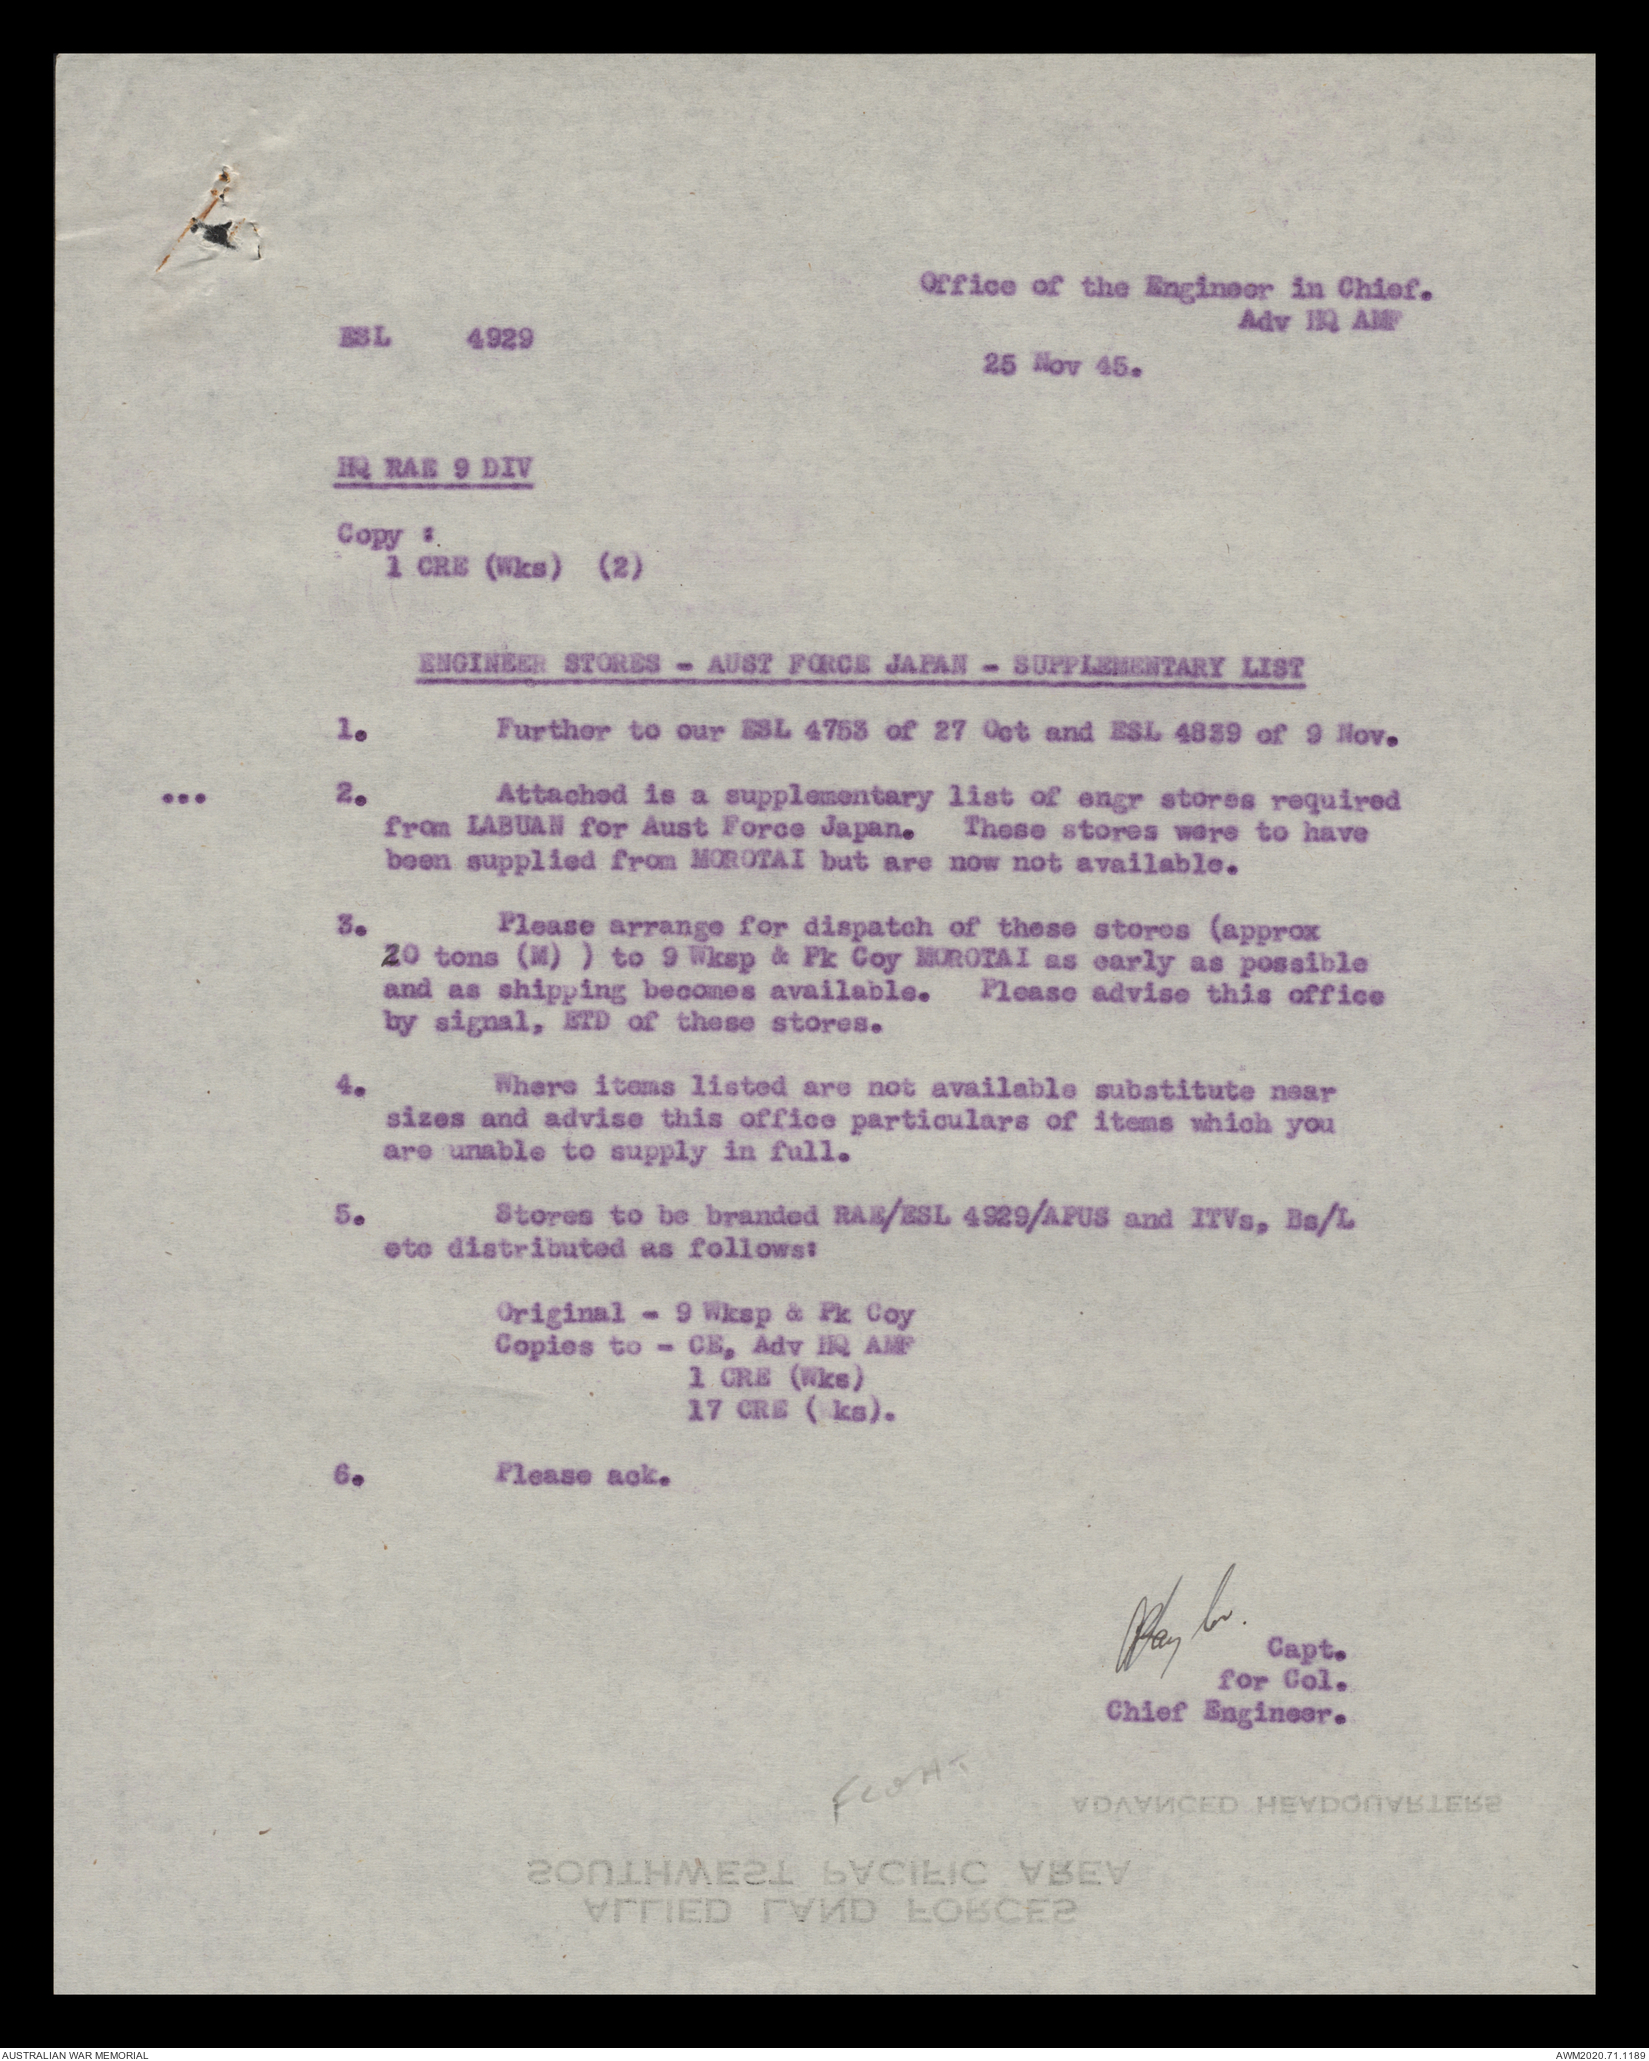 Office of the Engineer in Chief.
Adv HQ AMF
ESL 4929
25 Nov 45.
HQ RAE 9 DIV
Copy :
1 CRE (Wks) (2)
ENGINEER STORES - AUST FORCE JAPAN - SUPPLEMENTARY LIST
1. Further to our ESL 4753 of 27 Oct and ESL 4839 of 9 Nov.
... 2. Attached is a supplementary list of engr stores required
from LABUAN for Aust Force Japan. These stores were to have
been supplied from MOROTAI but are now not available.
3. Please arrange for dispatch of these stores (approx
20 tons (M) ) to 9 Wksp & Pk Coy MOROTAI as early as possible
and as shipping becomes available. Please advise this office
by signal, ETD of these stores.
4. Where items listed are not available substitute near
sizes and advise this office particulars of items which you
are unable to supply in full.
5. Stores to be branded RAE/ESL 4929/APUS and ITVs, Bs/L
etc distributed as follows:
Original - 9 Wksp & Pk Coy
Copies to - CE, Adv HQ AMF
1 CRE (Wks)
17 CRE ( ks).
6. Please ack.
Capt.
for Col.
Chief Engineer.
ADVANCED HEADQUARTERS
SOUTHWEST PACIFIC AREA
ALLIED LAND FORCES
AUSTRALIAN WAR MEMORIAL
AWM2020.71.1189